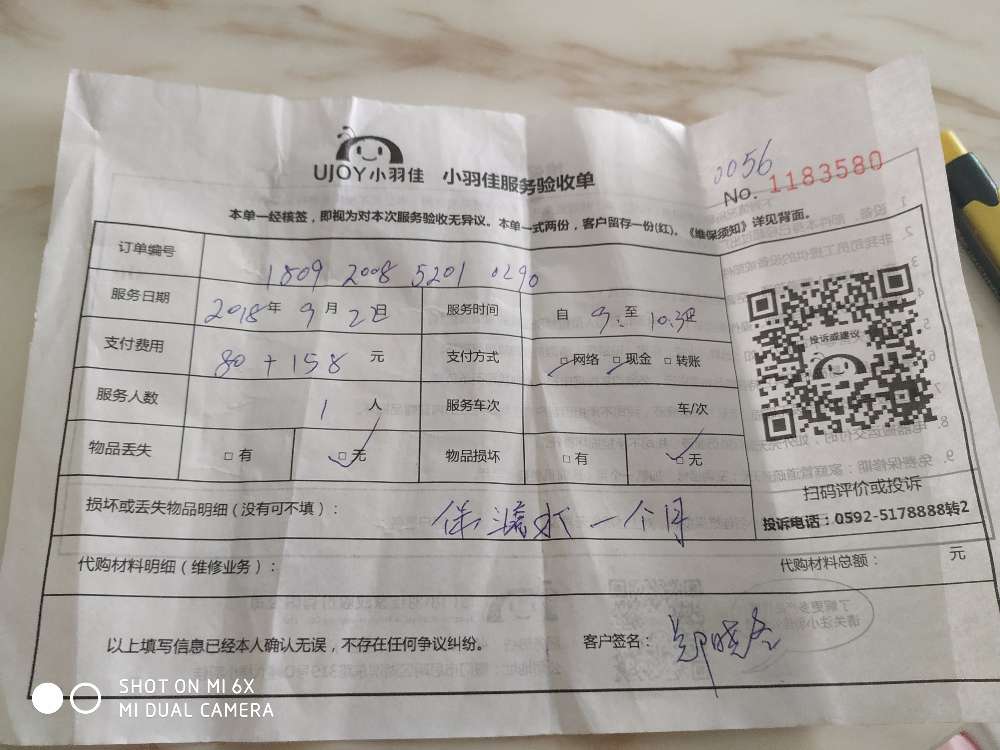 UJOY小羽佳 小羽佳服务验收单
0056
No. 1183580
本单一经核签，即视为对本次服务验收无异议。本单一式两份，客户留存一份(红)。《维保须知》详见背面。
订单编号 1809 2008 5201 0290
服务日期 2018年 9月 22日 服务时间 自 9: 至 10:30
支付费用 80+158 元 支付方式 □网络 □现金 □转账
服务人数 1 人 服务车次 车/次
物品丢失 □有 □无 物品损坏 □有 □无
投诉或建议
扫码评价或投诉
投诉电话：0592-5178888转2
损坏或丢失物品明细（没有可不填）： 保 漏水 一个月
代购材料明细（维修业务）： 代购材料总额： 元
以上填写信息已经本人确认无误，不存在任何争议纠纷。 客户签名：
SHOT ON MI 6X
MI DUAL CAMERA